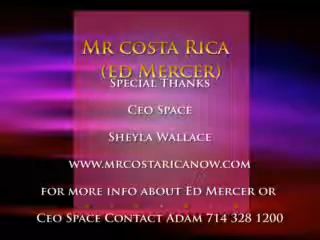 Mr costa Rica
(Ed Mercer)
Special Thanks
Ceo Space
Sheyla Wallace
www.mrcostaricanow.com
for more info about Ed Mercer or
Ceo Space Contact Adam 714 328 1200